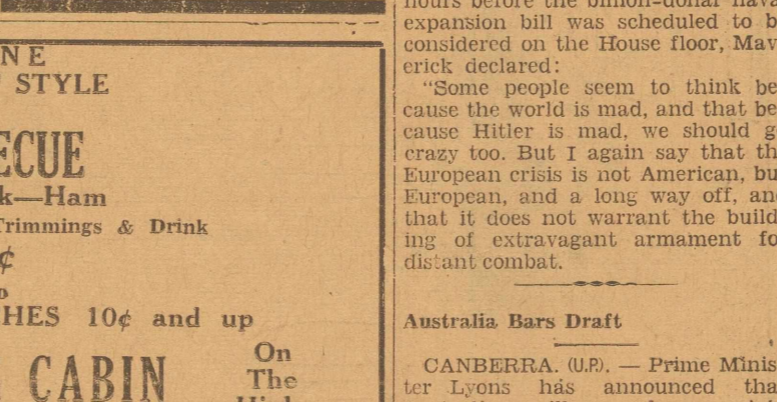 NE
STYLE
ECUE
k—Ham
Trimmings & Drink
¢
HES 10¢ and up
CABIN
On
The
hours before the billion-dollar nava
expansion bill was scheduled to b
considered on the House floor, Mav
erick declared:
"Some people seem to think be
cause the world is mad, and that be
cause Hitler is mad, we should g
crazy too. But I again say that th
European crisis is not American, bu
European, and a long way off, an
that it does not warrant the build
ing of extravagant armament fo
distant combat.
Australia Bars Draft
CANBERRA. (U.P.). — Prime Minis
ter Lyons has announced tha